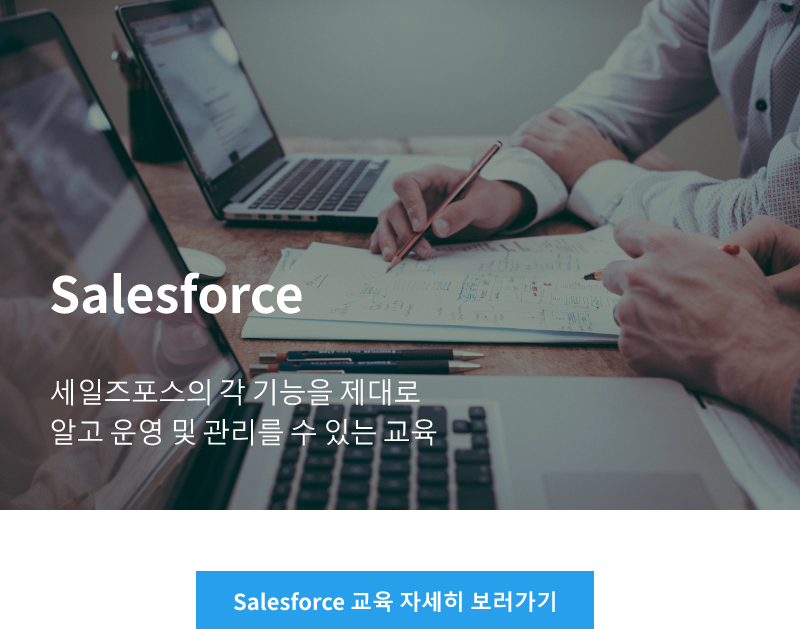 Salesforce
세일즈포스의 각 기능을 제대로
알고 운영 및 관리를 수 있는 교육
Salesforce 교육 자세히 보러가기